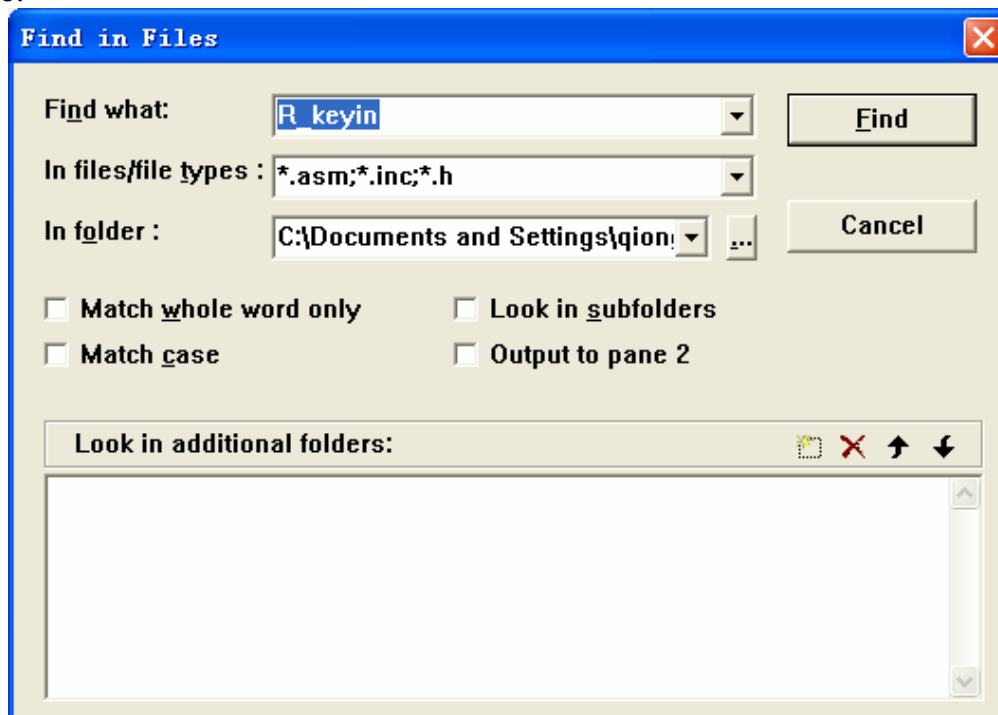 Find in Files
Find what: R_keyin Find
In files/file types : *.asm;*.inc;*.h
In folder : C:\Documents and Settings\qiong ... Cancel
Match whole word only Look in subfolders
Match case Output to pane 2
Look in additional folders: